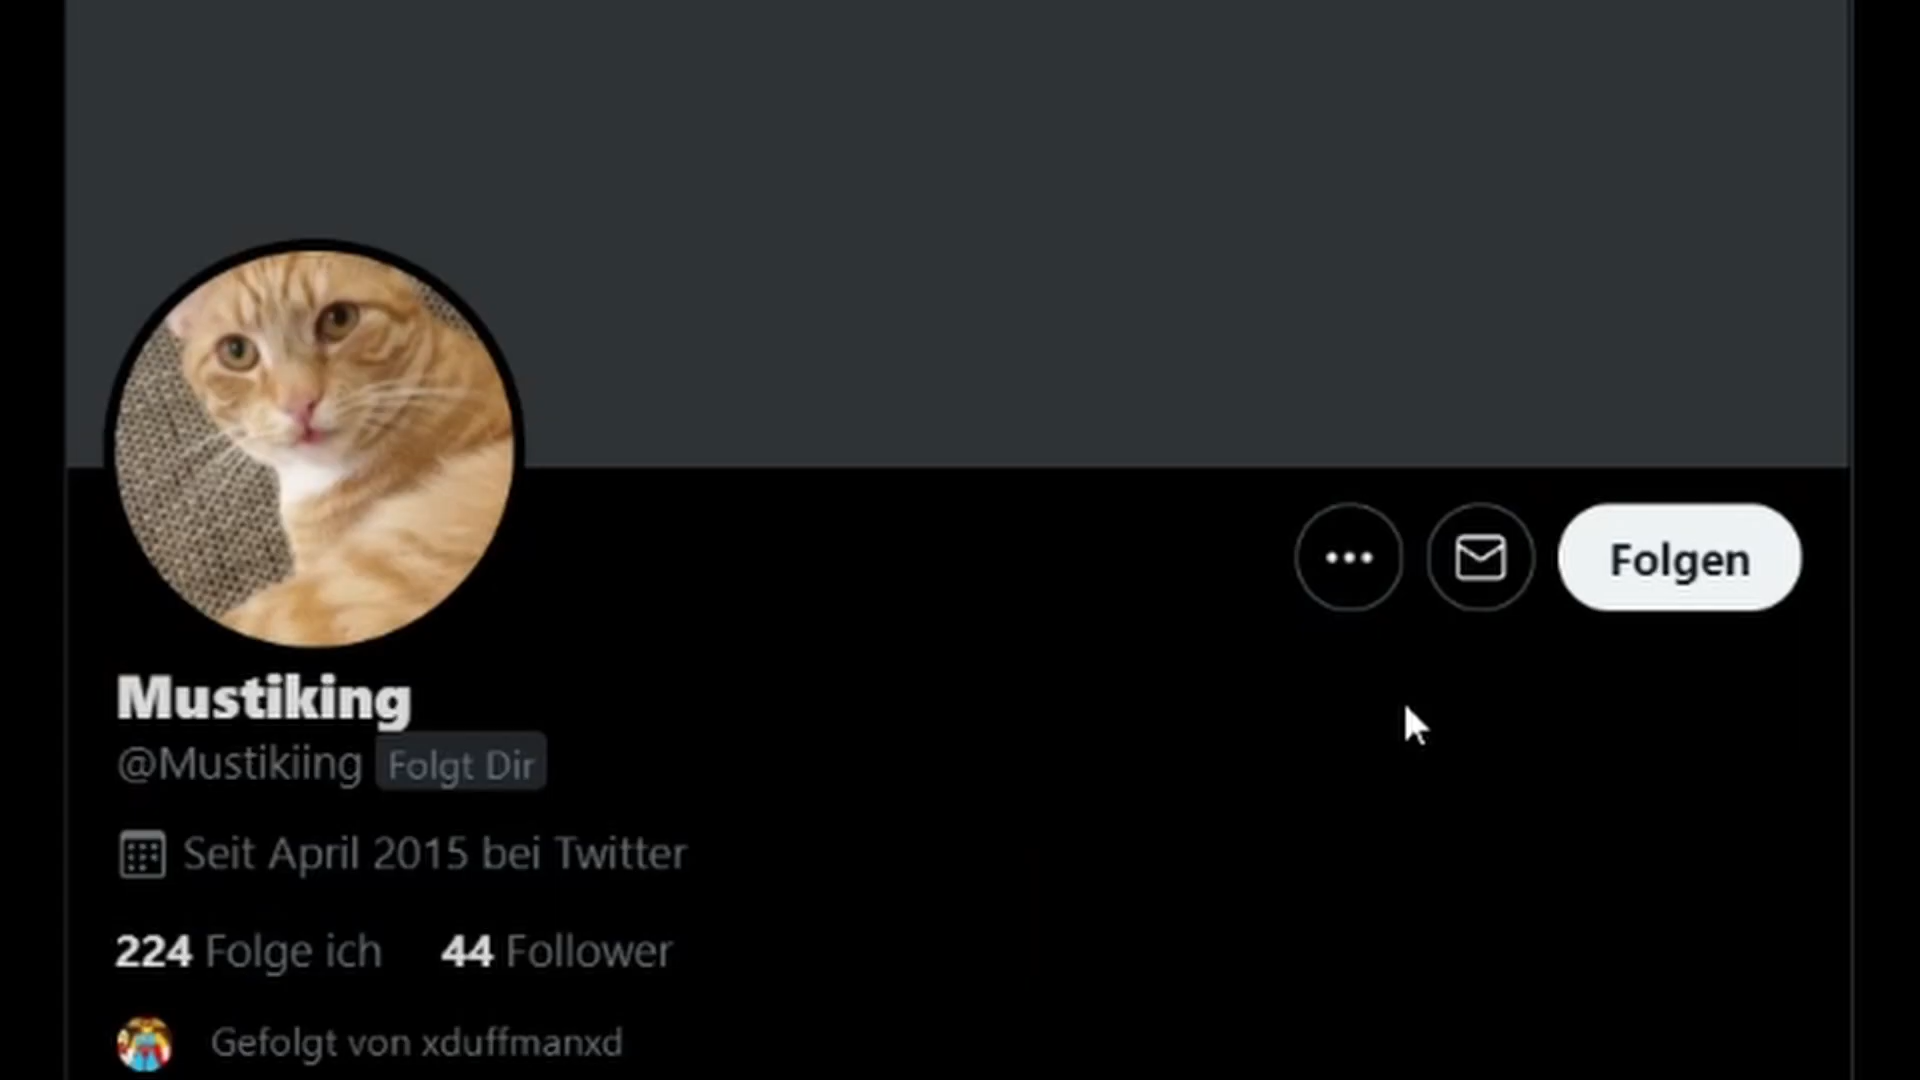 Folgen
Mustiking
@Mustikiing Folgt Dir
Seit April 2015 bei Twitter
224 Folge ich 44 Follower
Gefolgt von xduffmanxd